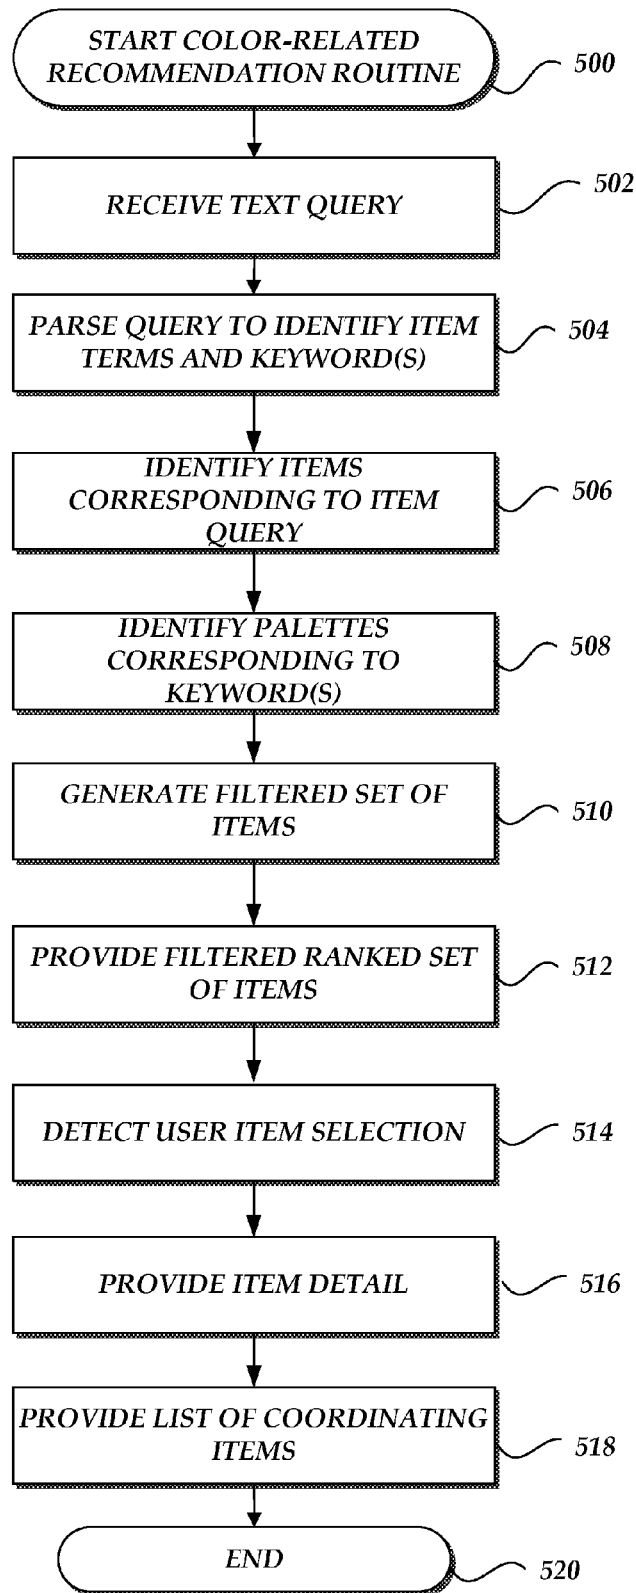 START COLOR-RELATED
RECOMMENDATION ROUTINE
500
RECEIVE TEXT QUERY
502
PARSE QUERY TO IDENTIFY ITEM
TERMS AND KEYWORD(S)
504
IDENTIFY ITEMS
CORRESPONDING TO ITEM
QUERY
506
IDENTIFY PALETTES
CORRESPONDING TO
KEYWORD(S)
508
GENERATE FILTERED SET OF
ITEMS
510
PROVIDE FILTERED RANKED SET
OF ITEMS
512
DETECT USER ITEM SELECTION
514
PROVIDE ITEM DETAIL
516
PROVIDE LIST OF COORDINATING
ITEMS
518
END
520